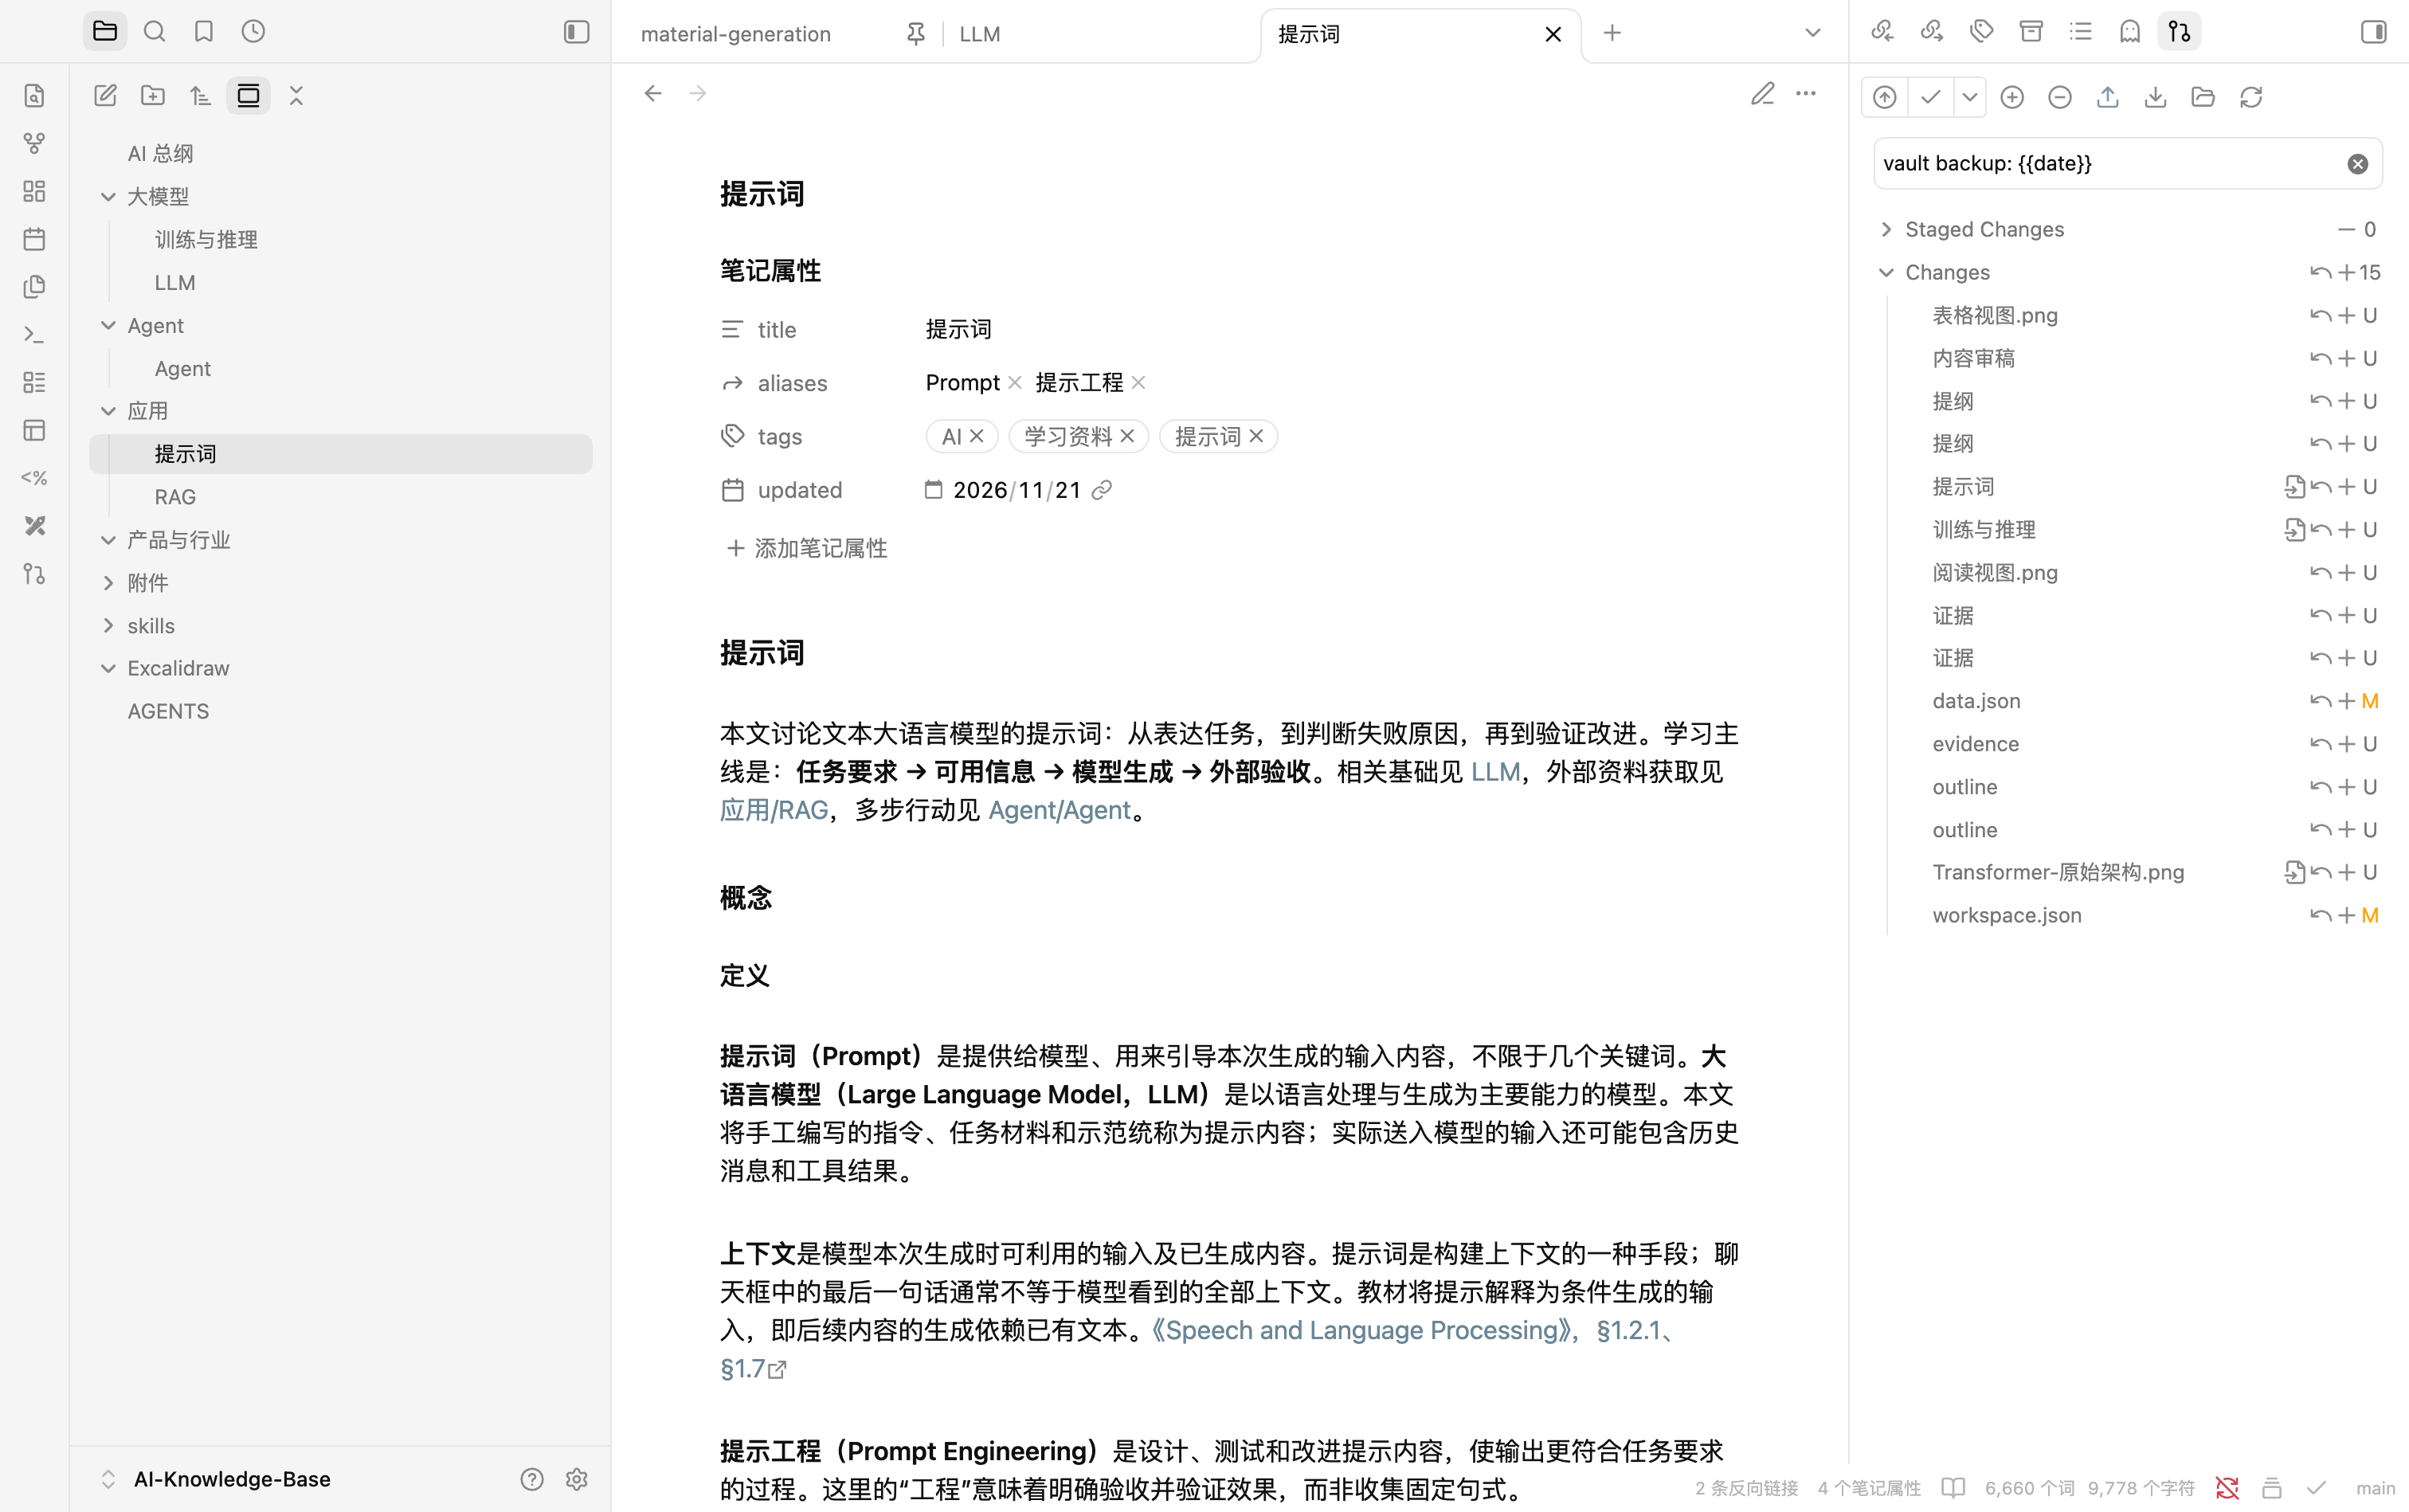 material-generation
LLM
提示词
AI 总纲
大模型
训练与推理
LLM
Agent
Agent
应用
提示词
RAG
产品与行业
附件
skills
Excalidraw
AGENTS
AI-Knowledge-Base
提示词
笔记属性
title 提示词
aliases Prompt 提示工程
tags AI 学习资料 提示词
updated 2026/11/21
添加笔记属性
提示词
本文讨论文本大语言模型的提示词：从表达任务，到判断失败原因，再到验证改进。学习主
线是：任务要求 → 可用信息 → 模型生成 → 外部验收。相关基础见 LLM，外部资料获取见
应用/RAG，多步行动见 Agent/Agent。
概念
定义
提示词（Prompt）是提供给模型、用来引导本次生成的输入内容，不限于几个关键词。大
语言模型（Large Language Model，LLM）是以语言处理与生成为主要能力的模型。本文
将手工编写的指令、任务材料和示范统称为提示内容；实际送入模型的输入还可能包含历史
消息和工具结果。
上下文是模型本次生成时可利用的输入及已生成内容。提示词是构建上下文的一种手段；聊
天框中的最后一句话通常不等于模型看到的全部上下文。教材将提示解释为条件生成的输
入，即后续内容的生成依赖已有文本。《Speech and Language Processing》，§1.2.1、
§1.7
提示工程（Prompt Engineering）是设计、测试和改进提示内容，使输出更符合任务要求
的过程。这里的“工程”意味着明确验收并验证效果，而非收集固定句式。
vault backup: {{date}}
Staged Changes 0
Changes 15
表格视图.png U
内容审稿 U
提纲 U
提纲 U
提示词 U
训练与推理 U
阅读视图.png U
证据 U
证据 U
data.json M
evidence U
outline U
outline U
Transformer-原始架构.png U
workspace.json M
2 条反向链接 4 个笔记属性 6,660 个词 9,778 个字符 main